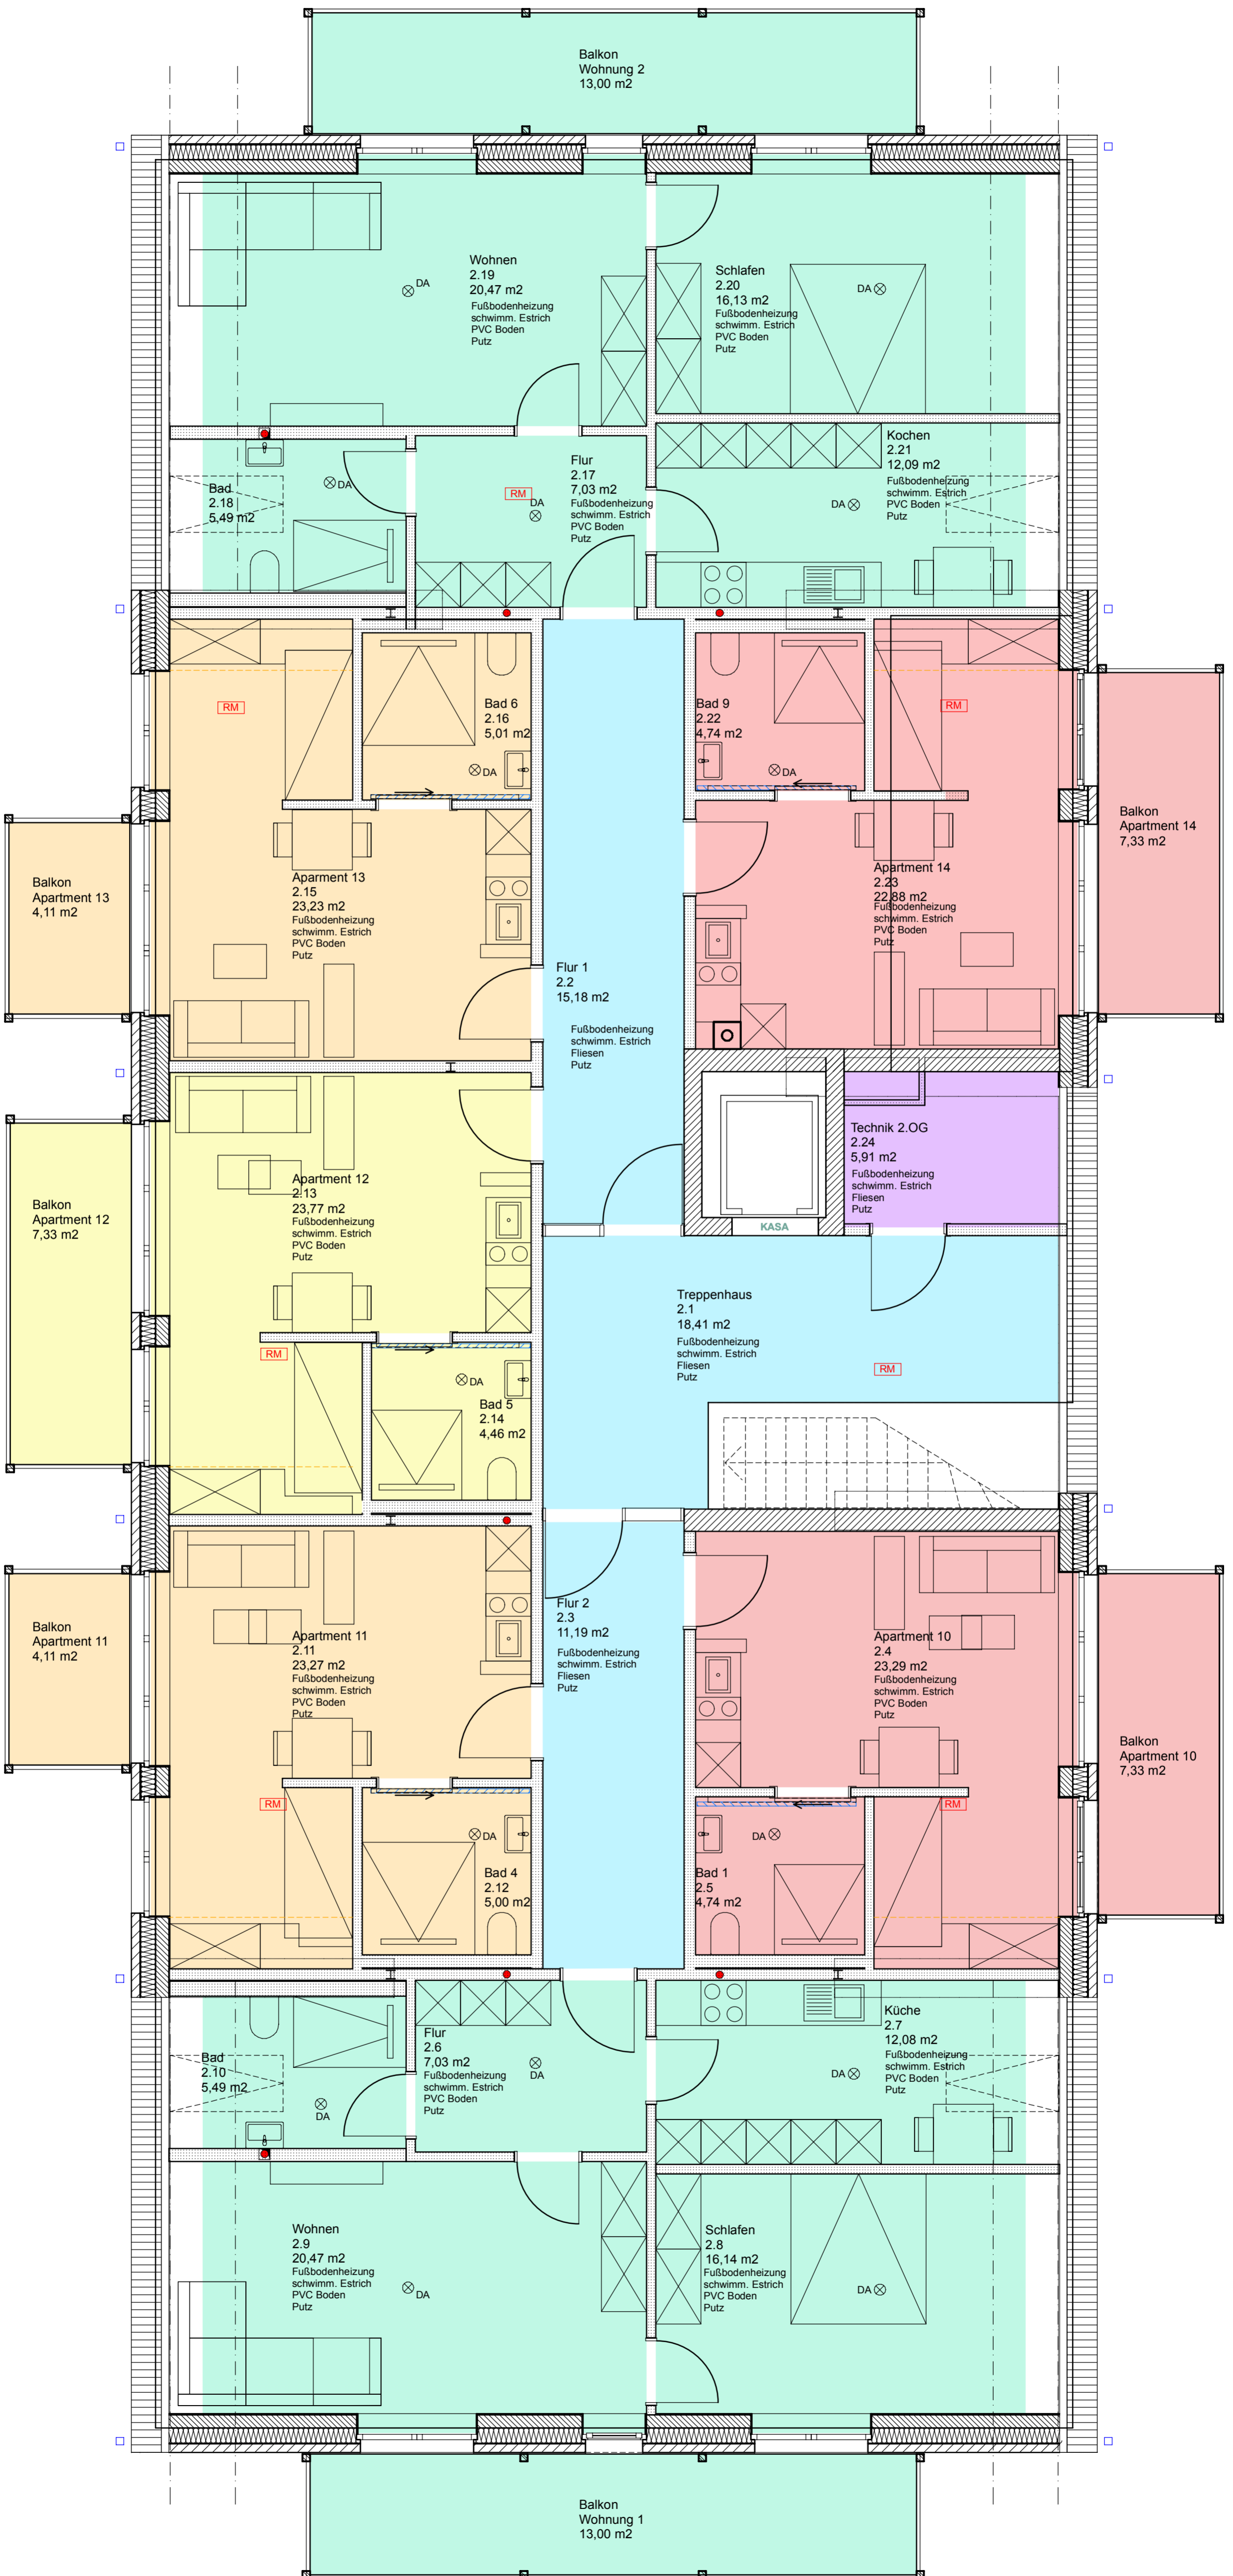 Balkon
Wohnung 2
13,00 m2
Wohnen
2.19
20,47 m2
Fußbodenheizung
schwimm. Estrich
PVC Boden
Putz
DA
Schlafen
2.20
16,13 m2
Fußbodenheizung
schwimm. Estrich
PVC Boden
Putz
DA
Bad
2.18
5,49 m2
DA
Flur
2.17
7,03 m2
Fußbodenheizung
schwimm. Estrich
PVC Boden
Putz
RM
DA
Kochen
2.21
12,09 m2
Fußbodenheizung
schwimm. Estrich
PVC Boden
Putz
DA
RM
Bad 6
2.16
5,01 m2
DA
Bad 9
2.22
4,74 m2
DA
RM
Balkon
Apartment 13
4,11 m2
Apartment 13
2.15
23,23 m2
Fußbodenheizung
schwimm. Estrich
PVC Boden
Putz
Flur 1
2.2
15,18 m2
Fußbodenheizung
schwimm. Estrich
Fliesen
Putz
Apartment 14
2.23
22,88 m2
Fußbodenheizung
schwimm. Estrich
PVC Boden
Putz
Balkon
Apartment 14
7,33 m2
Balkon
Apartment 12
7,33 m2
Apartment 12
2.13
23,77 m2
Fußbodenheizung
schwimm. Estrich
PVC Boden
Putz
RM
Bad 5
2.14
4,46 m2
DA
KASA
Technik 2.OG
2.24
5,91 m2
Fußbodenheizung
schwimm. Estrich
Fliesen
Putz
Treppenhaus
2.1
18,41 m2
Fußbodenheizung
schwimm. Estrich
Fliesen
Putz
RM
Balkon
Apartment 11
4,11 m2
Apartment 11
2.11
23,27 m2
Fußbodenheizung
schwimm. Estrich
PVC Boden
Putz
RM
Bad 4
2.12
5,00 m2
DA
Flur 2
2.3
11,19 m2
Fußbodenheizung
schwimm. Estrich
Fliesen
Putz
Apartment 10
2.4
23,29 m2
Fußbodenheizung
schwimm. Estrich
PVC Boden
Putz
RM
Bad 1
2.5
4,74 m2
DA
Balkon
Apartment 10
7,33 m2
Bad
2.10
5,49 m2
DA
Flur
2.6
7,03 m2
Fußbodenheizung
schwimm. Estrich
PVC Boden
Putz
DA
Küche
2.7
12,08 m2
Fußbodenheizung
schwimm. Estrich
PVC Boden
Putz
DA
Wohnen
2.9
20,47 m2
Fußbodenheizung
schwimm. Estrich
PVC Boden
Putz
DA
Schlafen
2.8
16,14 m2
Fußbodenheizung
schwimm. Estrich
PVC Boden
Putz
DA
Balkon
Wohnung 1
13,00 m2